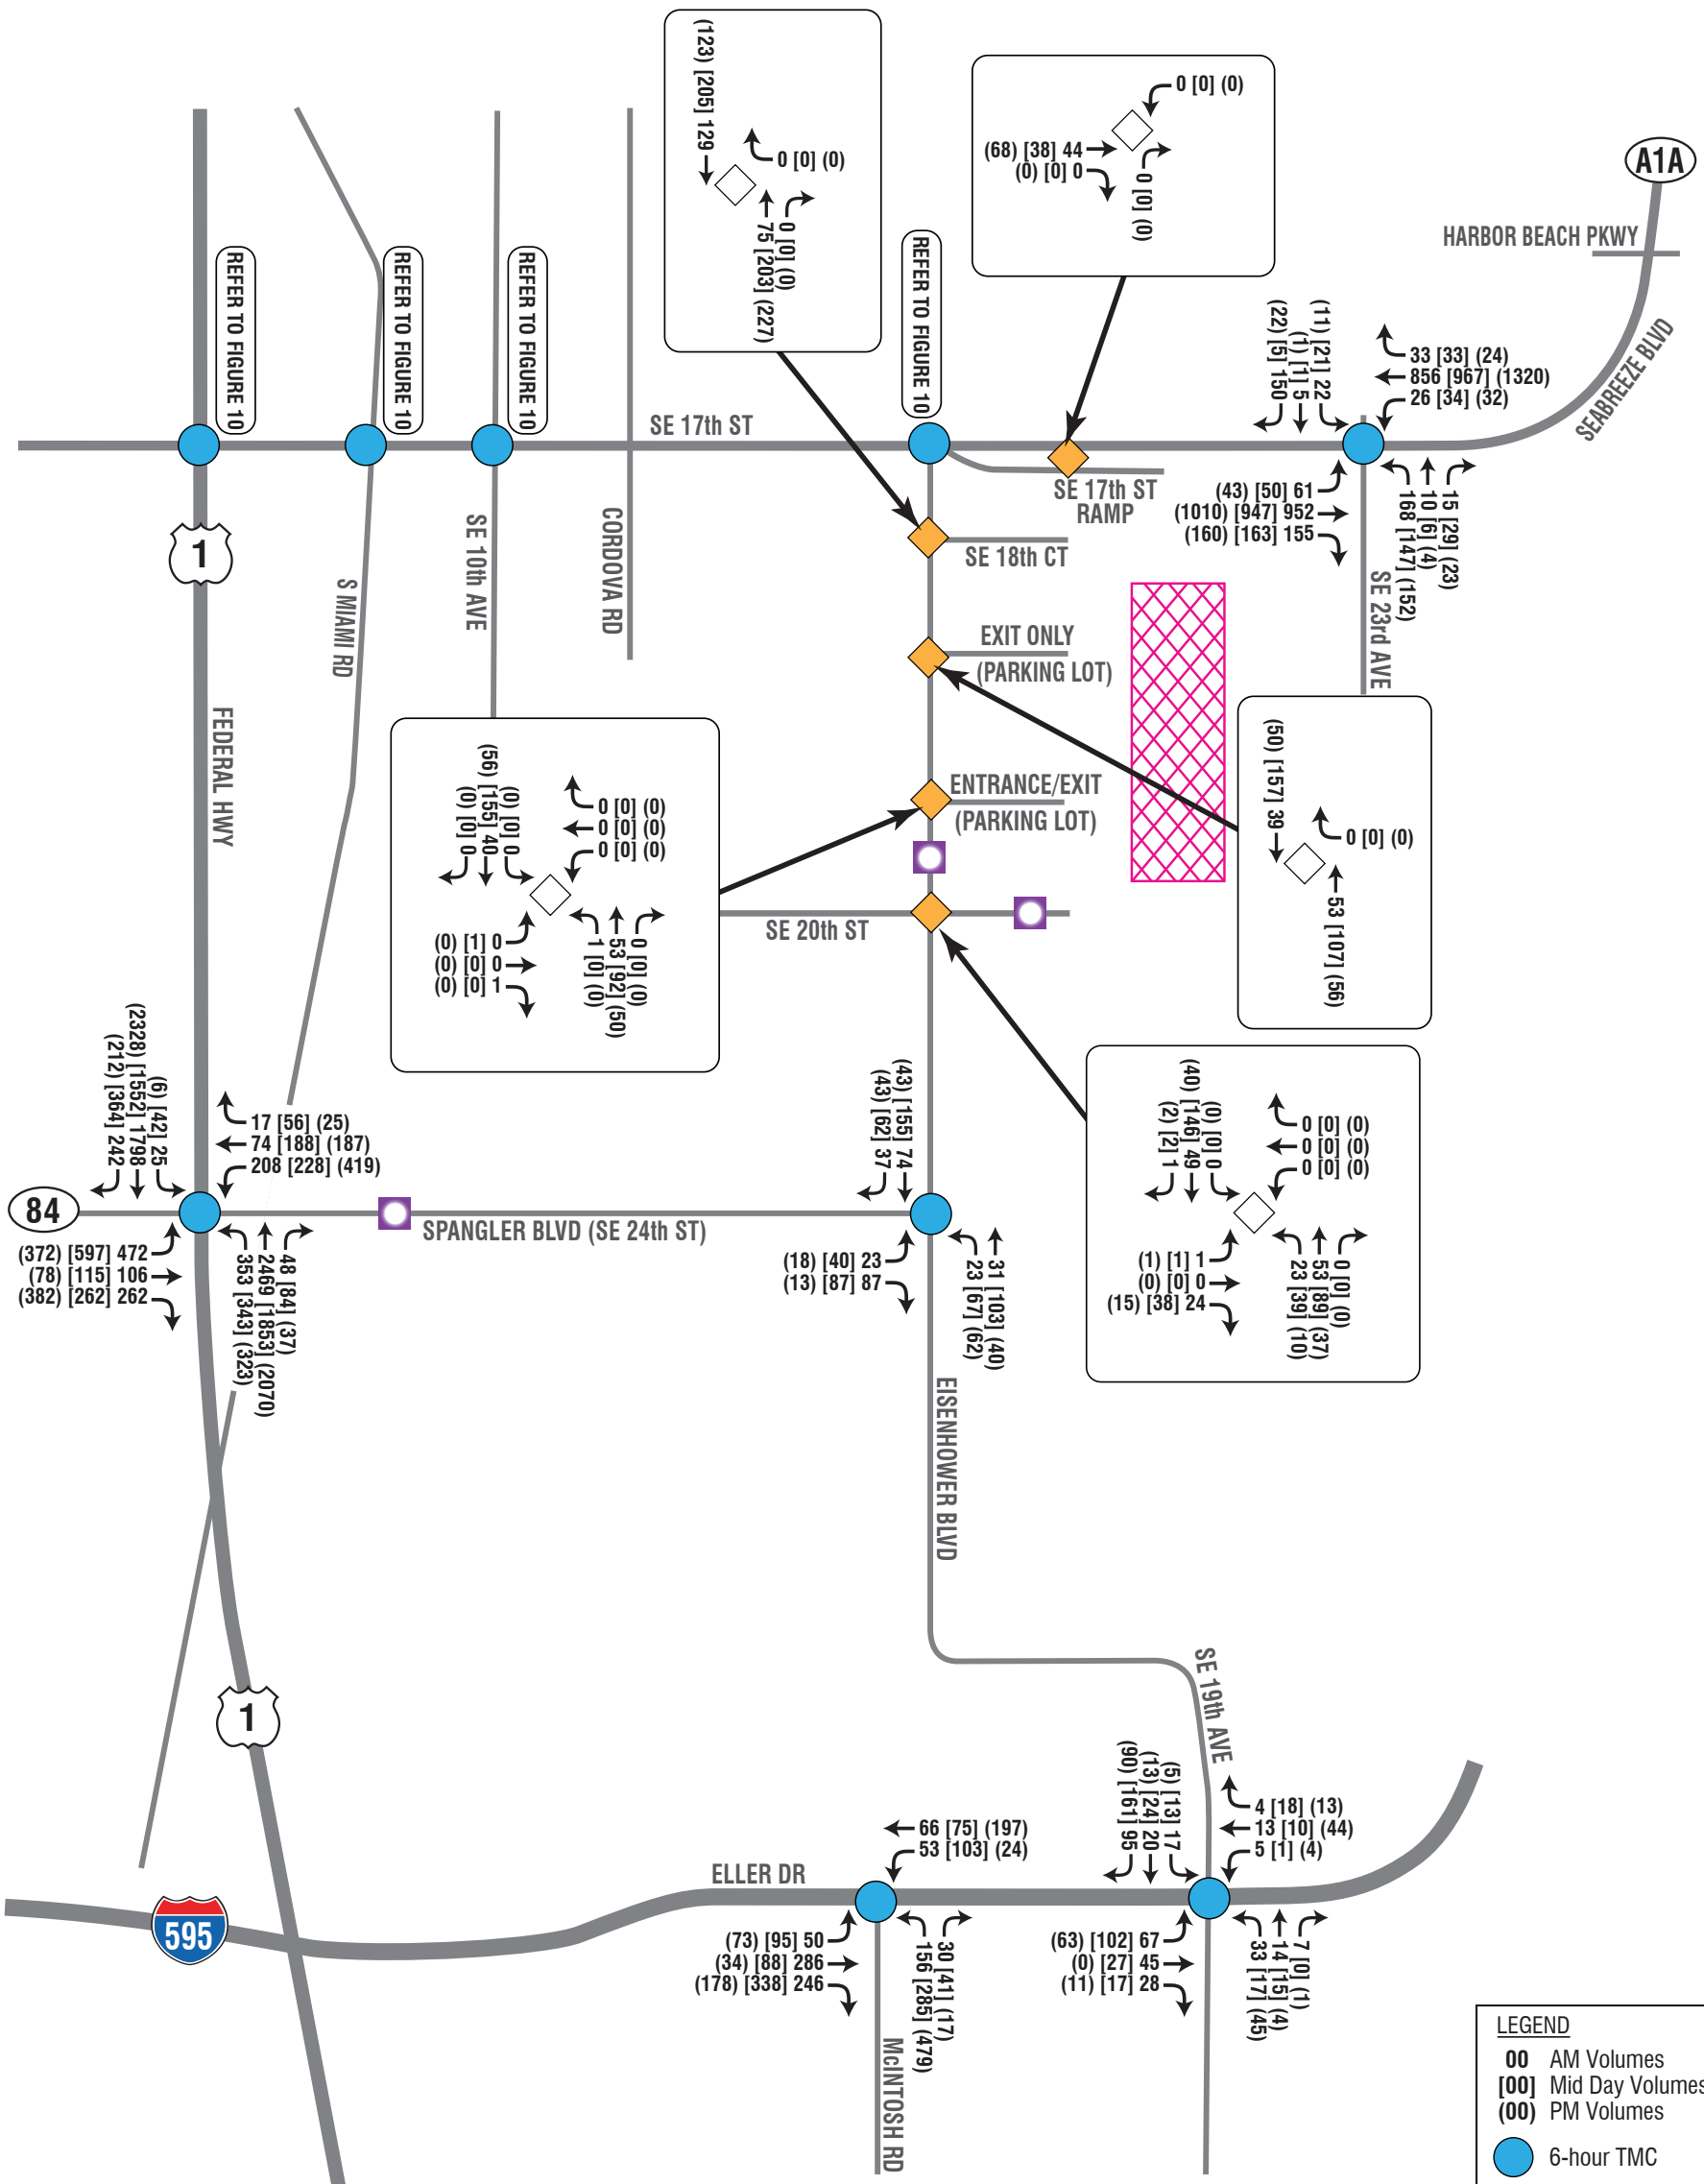 (123) [205] 129
0 [0] (0)
0 [0] (0)
75 [203] (227)
0 [0] (0)
(68) [38] 44
(0) [0] 0
0 [0] (0)
A1A
HARBOR BEACH PKWY
SEABREEZE BLVD
REFER TO FIGURE 10
REFER TO FIGURE 10
REFER TO FIGURE 10
REFER TO FIGURE 10
(11) [21] 22
(1) [1] 5
(22) [5] 150
33 [33] (24)
856 [967] (1320)
26 [34] (32)
SE 17th ST
SE 17th ST
RAMP
(43) [50] 61
(1010) [947] 952
(160) [163] 155
15 [29] (23)
10 [6] (4)
168 [147] (152)
1
S MIAMI RD
SE 10th AVE
CORDOVA RD
SE 18th CT
SE 23rd AVE
EXIT ONLY
(PARKING LOT)
FEDERAL HWY
(0) [0] 0
(56) [155] 40
(0) [0] 0
0 [0] (0)
0 [0] (0)
0 [0] (0)
(0) [1] 0
(0) [0] 0
(0) [0] 1
0 [0] (0)
53 [92] (50)
1 [0] (0)
ENTRANCE/EXIT
(PARKING LOT)
(50) [157] 39
0 [0] (0)
53 [107] (56)
SE 20th ST
(6) [42] 25
(2328) [1552] 1798
(212) [364] 242
17 [56] (25)
74 [188] (187)
208 [228] (419)
84
(372) [597] 472
(78) [115] 106
(382) [262] 262
48 [84] (37)
2469 [1853] (2070)
353 [343] (323)
SPANGLER BLVD (SE 24th ST)
(43) [155] 74
(43) [62] 37
(18) [40] 23
(13) [87] 87
31 [103] (40)
23 [67] (62)
(0) [0] 0
(40) [146] 49
(2) [2] 1
0 [0] (0)
0 [0] (0)
0 [0] (0)
(1) [1] 1
(0) [0] 0
(15) [38] 24
0 [0] (0)
53 [89] (37)
23 [39] (10)
EISENHOWER BLVD
SE 19th AVE
1
595
ELLER DR
66 [75] (197)
53 [103] (24)
(73) [95] 50
(34) [88] 286
(178) [338] 246
30 [41] (17)
156 [285] (479)
McINTOSH RD
(5) [13] 17
(13) [24] 20
(90) [161] 95
4 [18] (13)
13 [10] (44)
5 [1] (4)
(63) [102] 67
(0) [27] 45
(11) [17] 28
7 [0] (1)
14 [15] (4)
33 [17] (45)
LEGEND
00 AM Volumes
[00] Mid Day Volumes
(00) PM Volumes
6-hour TMC